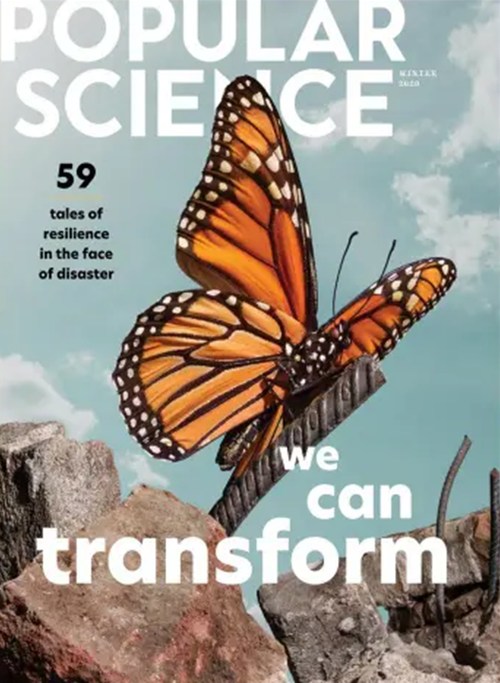 POPULAR
SCIENCE
WINTER
2020
59
tales of
resilience
in the face
of disaster
we
can
transform